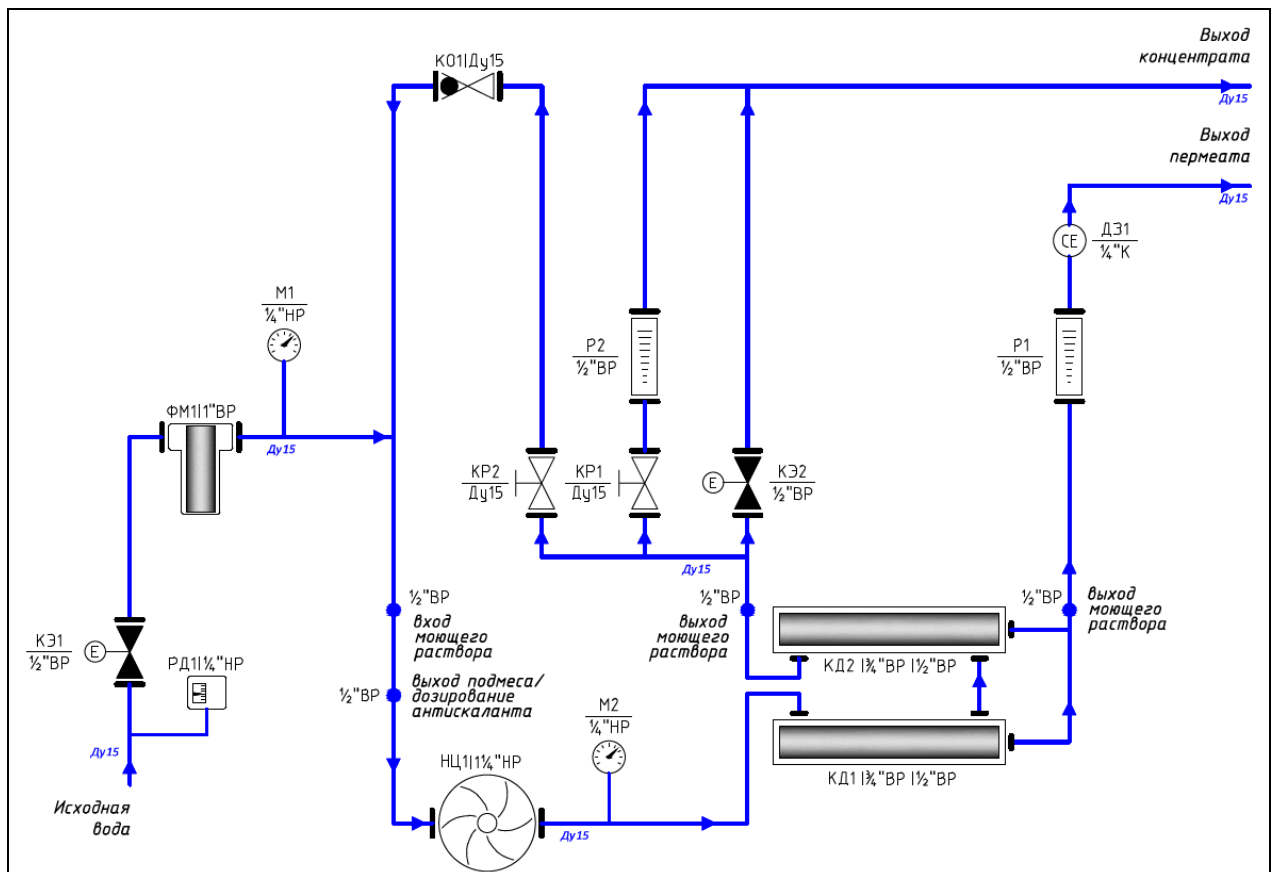 Выход
концентрата
Ду15
Выход
пермеата
Ду15
КО1|Ду15
СЕ
ДЭ1
¼"К
М1
¼"НР
Р2
½"ВР
Р1
½"ВР
ФМ1|1"ВР
Ду15
КР2
Ду15
КР1
Ду15
Е
КЭ2
½"ВР
Ду15
½"ВР
вход
моющего
раствора
½"ВР
выход
моющего
раствора
½"ВР
выход
моющего
раствора
КЭ1
½"ВР
Е
РД1|¼"НР
½"ВР
выход подмеса/
дозирование
антискаланта
КД2 |¾"ВР |½"ВР
М2
¼"НР
Ду15
НЦ1|1¼"НР
КД1 |¾"ВР |½"ВР
Исходная
вода
Ду15